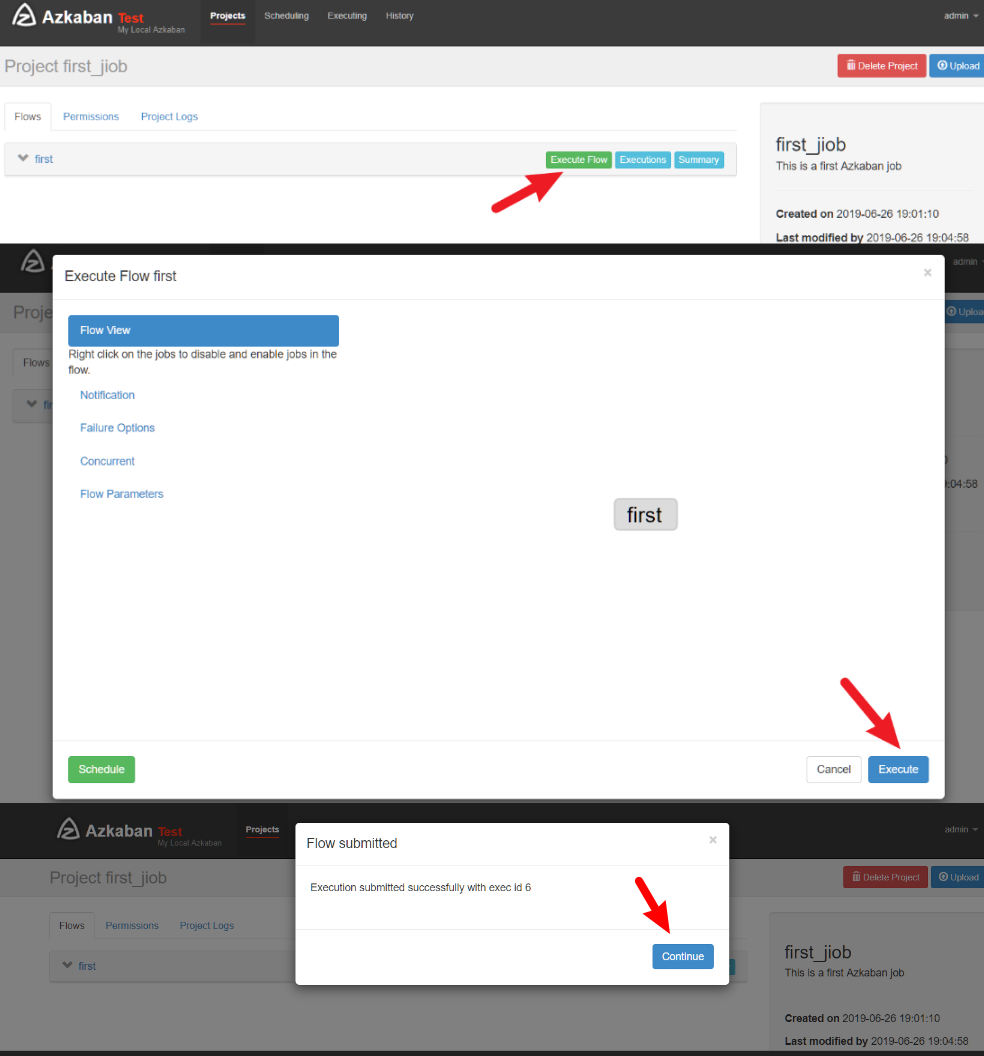 Azkaban Test
My Local Azkaban
Projects Scheduling Executing History
admin
Project first_jiob
Delete Project Upload
Flows Permissions Project Logs
first
Execute Flow Executions Summary
first_jiob
This is a first Azkaban job
Created on 2019-06-26 19:01:10
Last modified by 2019-06-26 19:04:58
admin
Execute Flow first ×
Flow View
Right click on the jobs to disable and enable jobs in the
flow.
Notification
Failure Options
Concurrent
Flow Parameters
first
Schedule
Cancel Execute
Flows
:04:58
Azkaban Test
My Local Azkaban
Projects
admin
Project first_jiob
Delete Project Upload
Flow submitted ×
Execution submitted successfully with exec id 6
Continue
Flows Permissions Project Logs
first
first_jiob
This is a first Azkaban job
Created on 2019-06-26 19:01:10
Last modified by 2019-06-26 19:04:58